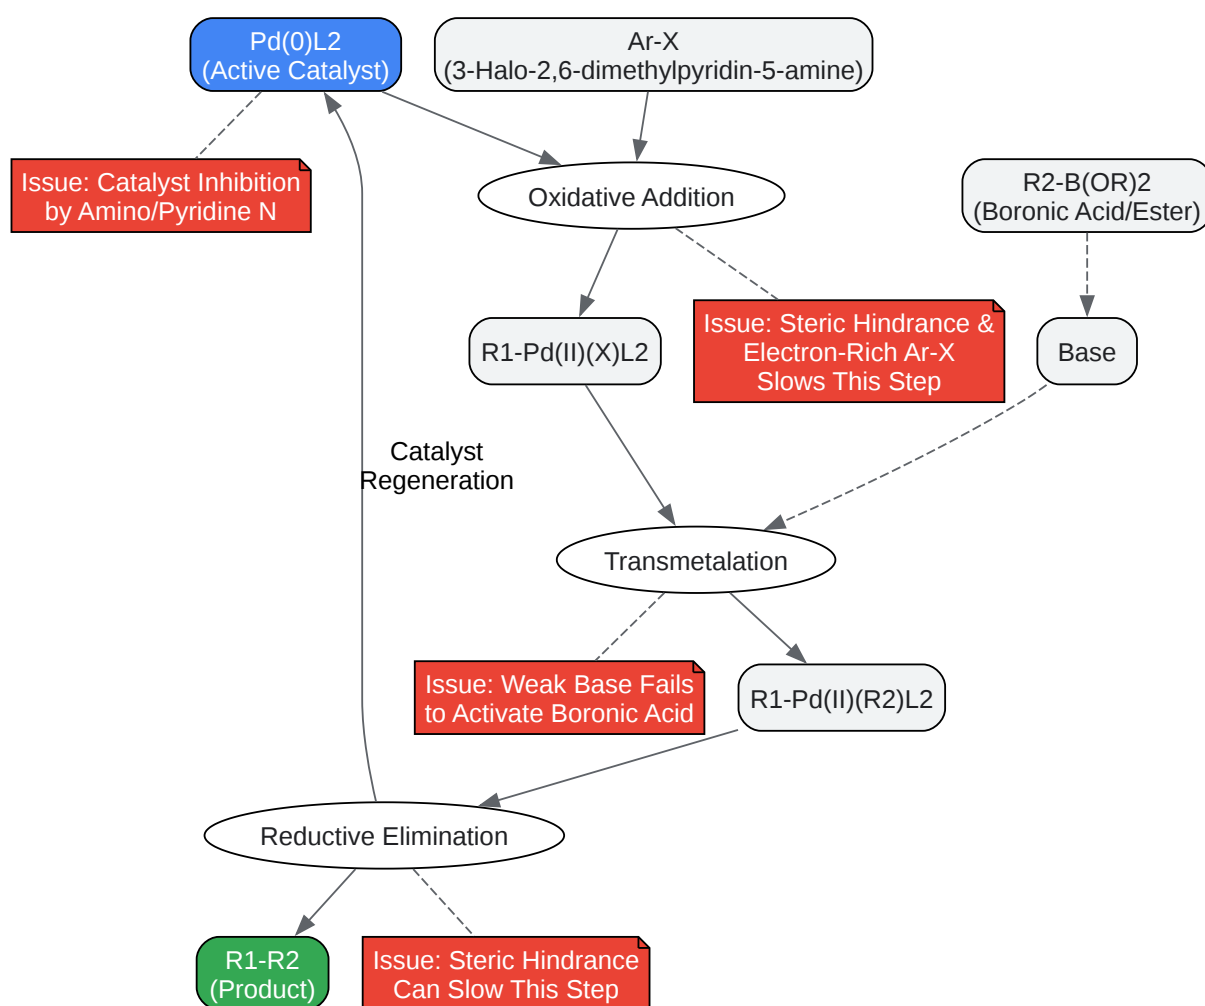 Pd(0)L2
(Active Catalyst)
Ar-X
(3-Halo-2,6-dimethylpyridin-5-amine)
Issue: Catalyst Inhibition
by Amino/Pyridine N
Oxidative Addition
R2-B(OR)2
(Boronic Acid/Ester)
R1-Pd(II)(X)L2
Issue: Steric Hindrance &
Electron-Rich Ar-X
Slows This Step
Base
Catalyst
Regeneration
Transmetalation
Issue: Weak Base Fails
to Activate Boronic Acid
R1-Pd(II)(R2)L2
Reductive Elimination
R1-R2
(Product)
Issue: Steric Hindrance
Can Slow This Step